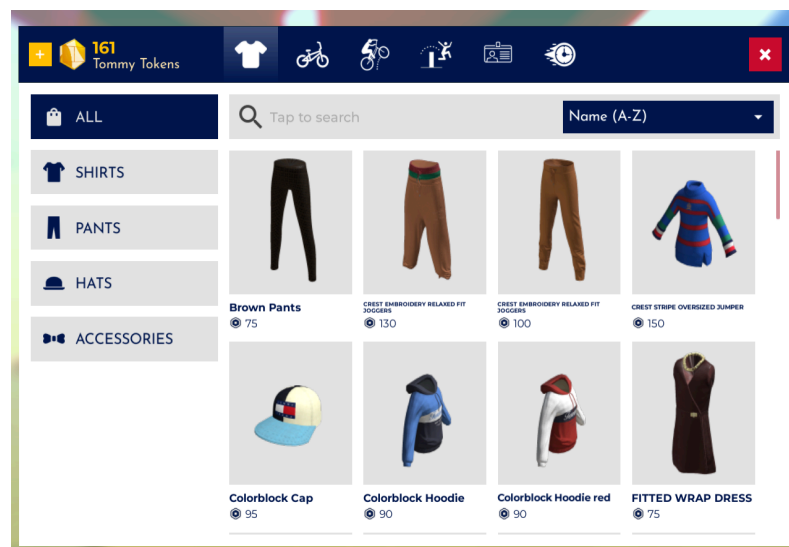 161
Tommy Tokens
ALL
Tap to search
Name (A-Z)
SHIRTS
PANTS
HATS
ACCESSORIES
Brown Pants
75
CREST EMBROIDERY RELAXED FIT
JOGGERS
130
CREST EMBROIDERY RELAXED FIT
JOGGERS
100
CREST STRIPE OVERSIZED JUMPER
150
Colorblock Cap
95
Colorblock Hoodie
90
Colorblock Hoodie red
90
FITTED WRAP DRESS
75